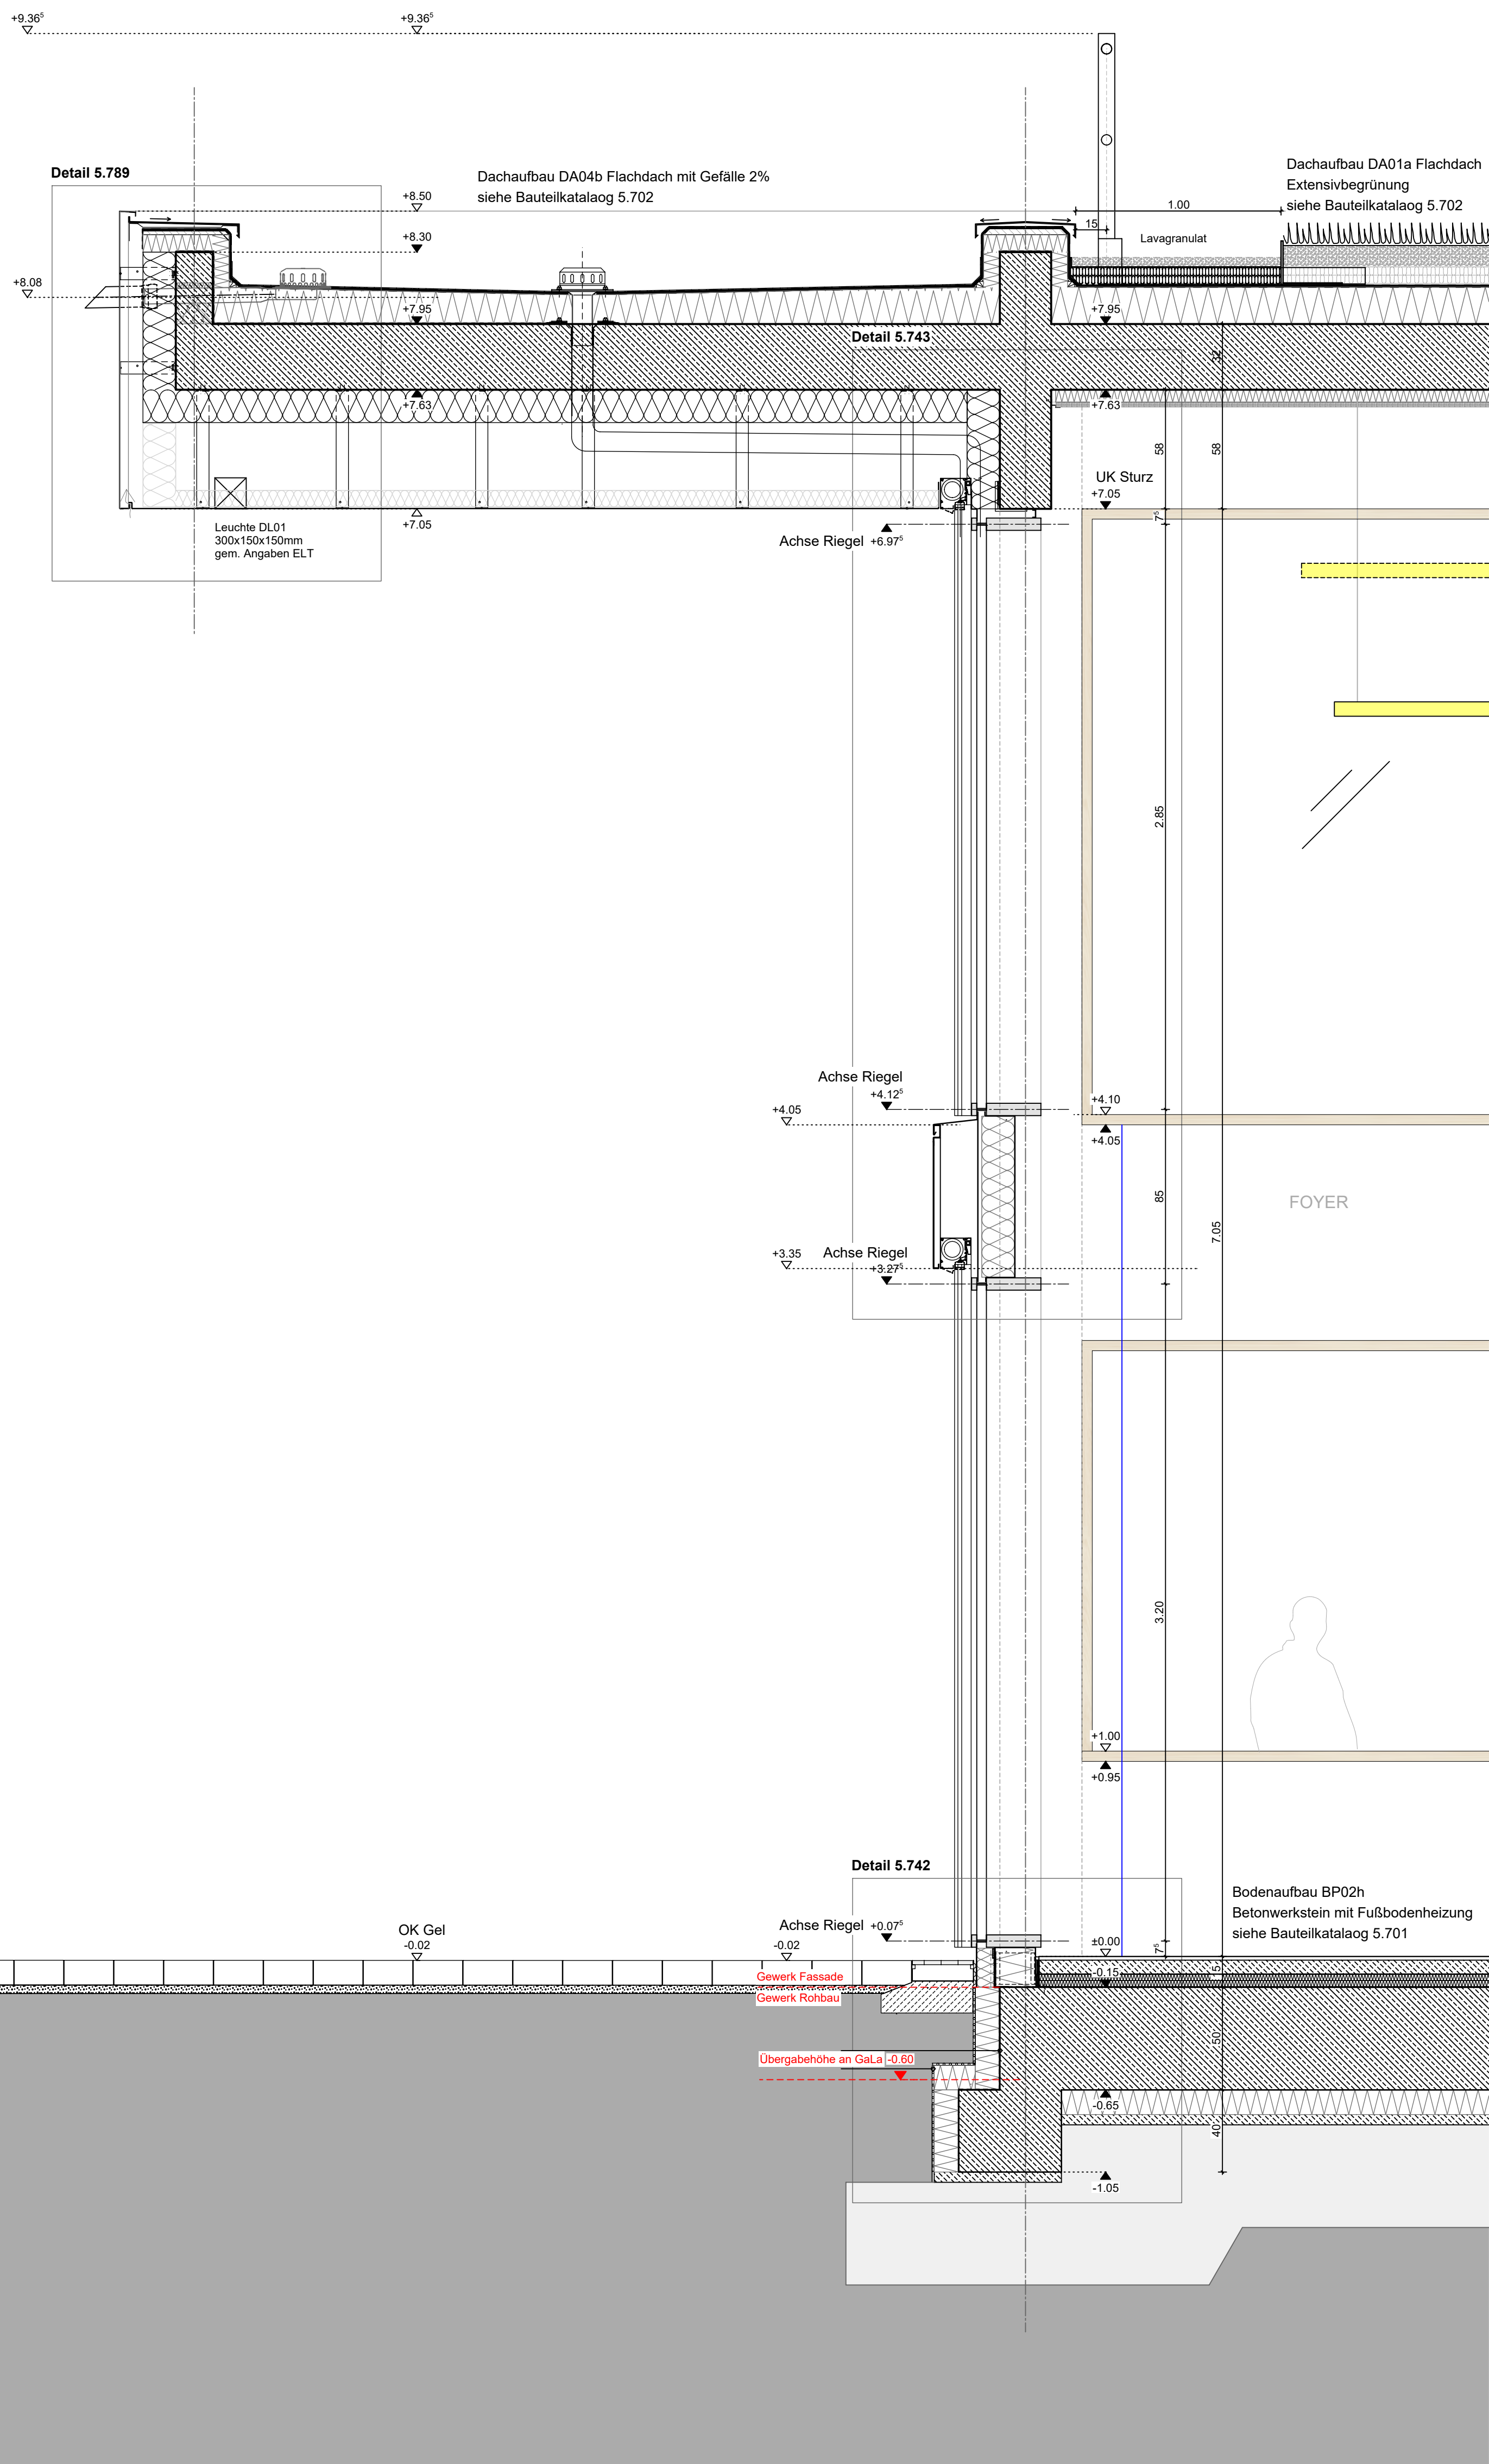 +9.36⁵
+9.36⁵
Detail 5.789
Dachaufbau DA04b Flachdach mit Gefälle 2%
siehe Bauteilkatalaog 5.702
Dachaufbau DA01a Flachdach
Extensivbegrünung
siehe Bauteilkatalaog 5.702
+8.50
1.00
15
Lavagranulat
+8.30
+8.08
+7.95
+7.95
Detail 5.743
32
+7.63
+7.63
58
58
UK Sturz
+7.05
+7.05
7⁵
Leuchte DL01
300x150x150mm
gem. Angaben ELT
Achse Riegel +6.97⁵
2.85
Achse Riegel
+4.12⁵
+4.10
+4.05
+4.05
85
FOYER
7.05
+3.35
Achse Riegel
+3.27⁵
3.20
+1.00
+0.95
Detail 5.742
Bodenaufbau BP02h
Betonwerkstein mit Fußbodenheizung
siehe Bauteilkatalaog 5.701
OK Gel
-0.02
Achse Riegel +0.07⁵
-0.02
±0.00
7⁵
-0.15
15
Gewerk Fassade
Gewerk Rohbau
50
Übergabehöhe an GaLa -0.60
-0.65
40
-1.05